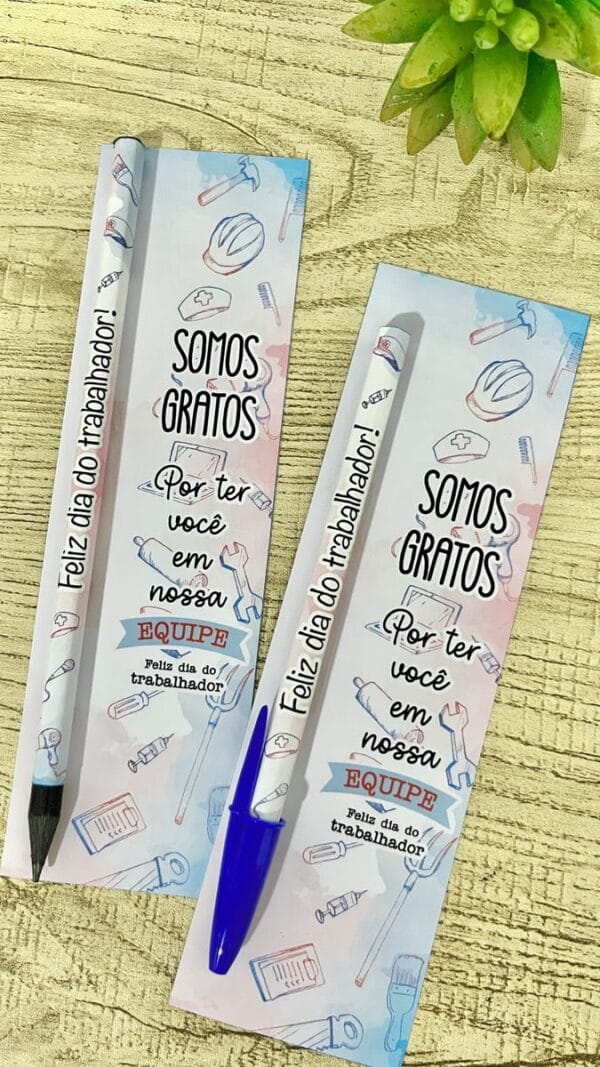 Feliz dia do trabalhador!
SOMOS
GRATOS
Por ter
você
em
nossa
EQUIPE
Feliz dia do
trabalhador
Feliz dia do trabalhador!
SOMOS
GRATOS
Por ter
você
em
nossa
EQUIPE
Feliz dia do
trabalhador